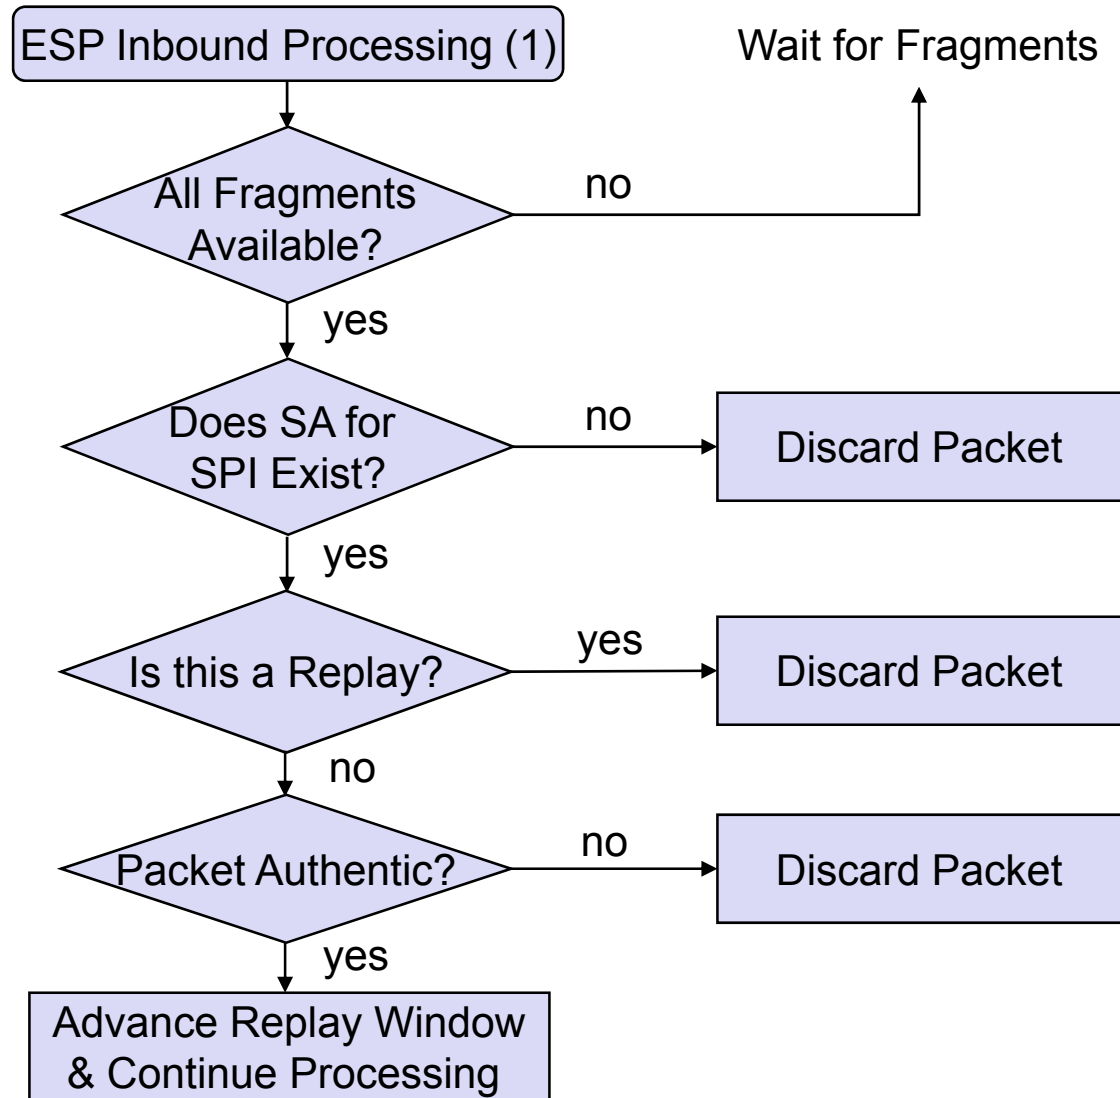 ESP Inbound Processing (1)
Wait for Fragments
All Fragments
Available?
no
yes
Does SA for
SPI Exist?
no
Discard Packet
yes
Is this a Replay?
yes
Discard Packet
no
Packet Authentic?
no
Discard Packet
yes
Advance Replay Window
& Continue Processing